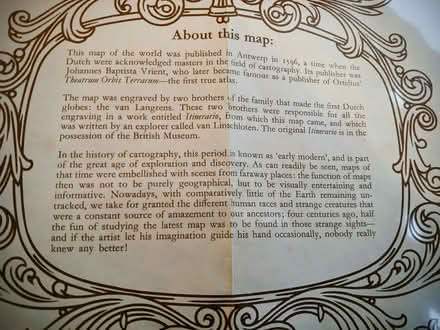 About this map:
This map of the world was published in Antwerp in 1596, a time when the
Dutch were acknowledged masters in the field of cartography. Its publisher was
Johannes Baptista Vrient, who later became famous as a publisher of Ortelius'
Theatrum Orbis Terrarum—the first true atlas.
The map was engraved by two brothers of the family that made the first Dutch
globes: the van Langrens. These two brothers were responsible for all the
engraving in a work entitled Itinerario, from which this map came, and which
was written by an explorer called van Linschloten. The original Itinerario is in the
possession of the British Museum.
In the history of cartography, this period is known as 'early modern', and is part
of the great age of exploration and discovery. As can readily be seen, maps of
that time were embellished with scenes from faraway places: the function of maps
then was not to be purely geographical, but to be visually entertaining and
informative. Nowadays, with comparatively little of the Earth remaining un-
tracked, we take for granted the different human races and strange creatures that
were a constant source of amazement to our ancestors; four centuries ago, half
the fun of studying the latest map was to be found in those strange sights—
and if the artist let his imagination guide his hand occasionally, nobody really
knew any better!